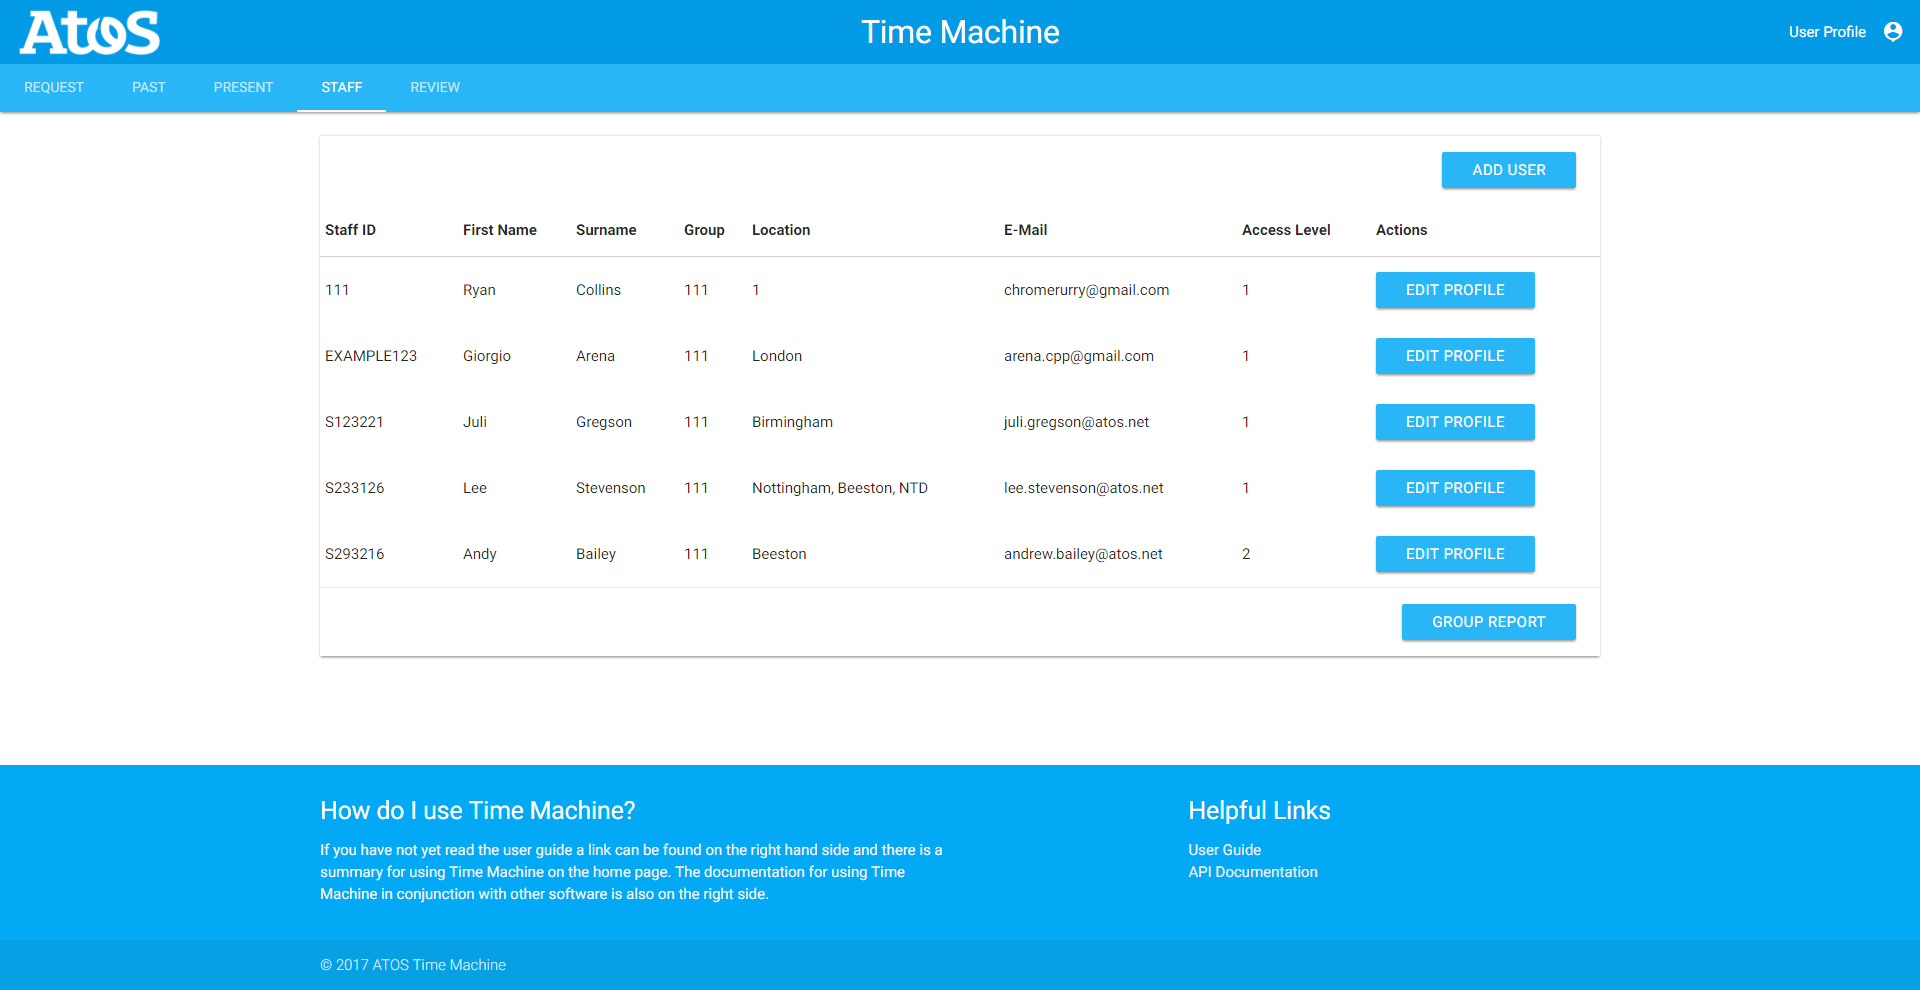 Atos
Time Machine
User Profile
REQUEST PAST PRESENT STAFF REVIEW
ADD USER
Staff ID First Name Surname Group Location E-Mail Access Level Actions
111 Ryan Collins 111 1 chromerurry@gmail.com 1 EDIT PROFILE
EXAMPLE123 Giorgio Arena 111 London arena.cpp@gmail.com 1 EDIT PROFILE
S123221 Juli Gregson 111 Birmingham juli.gregson@atos.net 1 EDIT PROFILE
S233126 Lee Stevenson 111 Nottingham, Beeston, NTD lee.stevenson@atos.net 1 EDIT PROFILE
S293216 Andy Bailey 111 Beeston andrew.bailey@atos.net 2 EDIT PROFILE
GROUP REPORT
How do I use Time Machine?
If you have not yet read the user guide a link can be found on the right hand side and there is a
summary for using Time Machine on the home page. The documentation for using Time
Machine in conjunction with other software is also on the right side.
Helpful Links
User Guide
API Documentation
© 2017 ATOS Time Machine